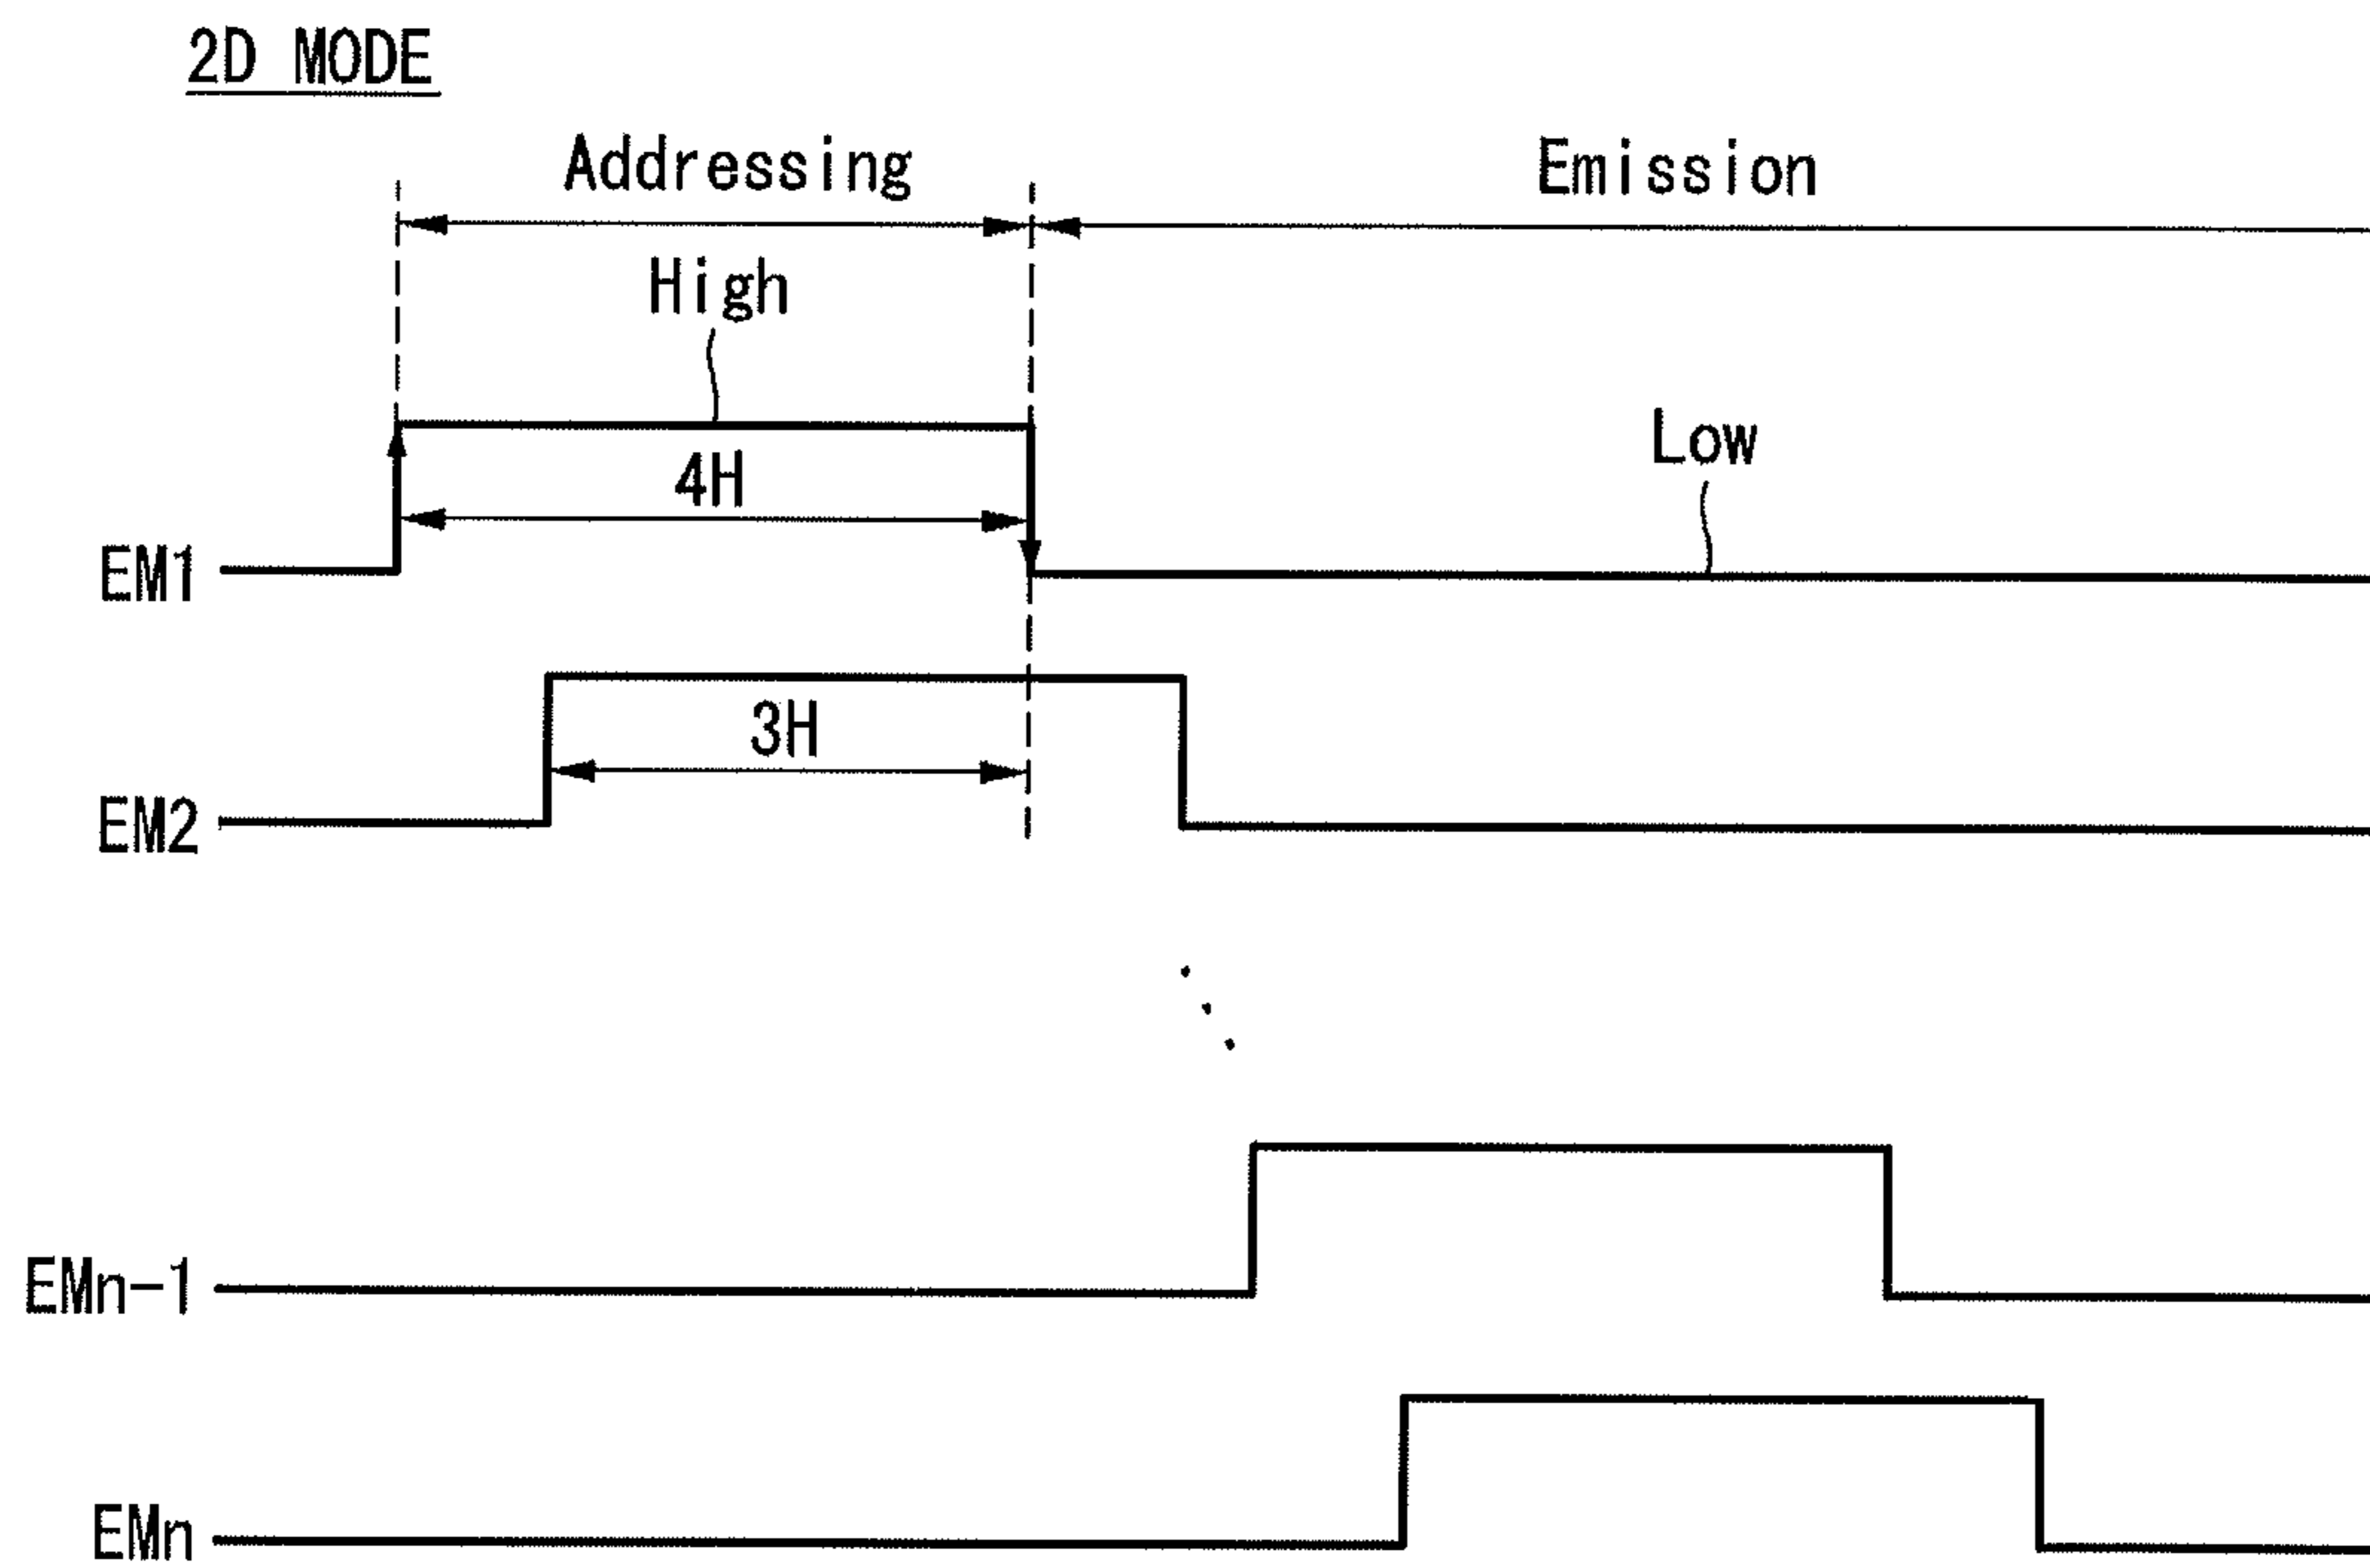 2D MODE
Addressing Emission
High
Low
4H
EM1
3H
EM2
EMn-1
EMn